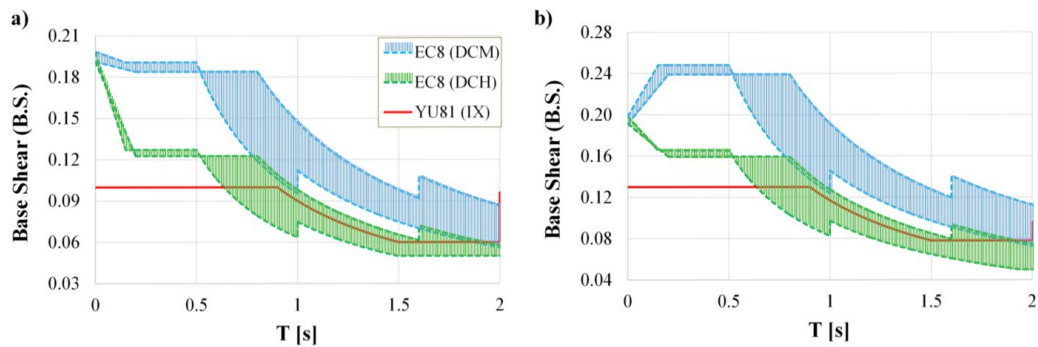 a)
Base Shear (B.S.)
0.21
0.18
0.15
0.12
0.09
0.06
0.03
0 0.5 1 1.5 2
T [s]
EC8 (DCM)
EC8 (DCH)
YU81 (IX)
b)
Base Shear (B.S.)
0.28
0.24
0.20
0.16
0.12
0.08
0.04
0 0.5 1 1.5 2
T [s]